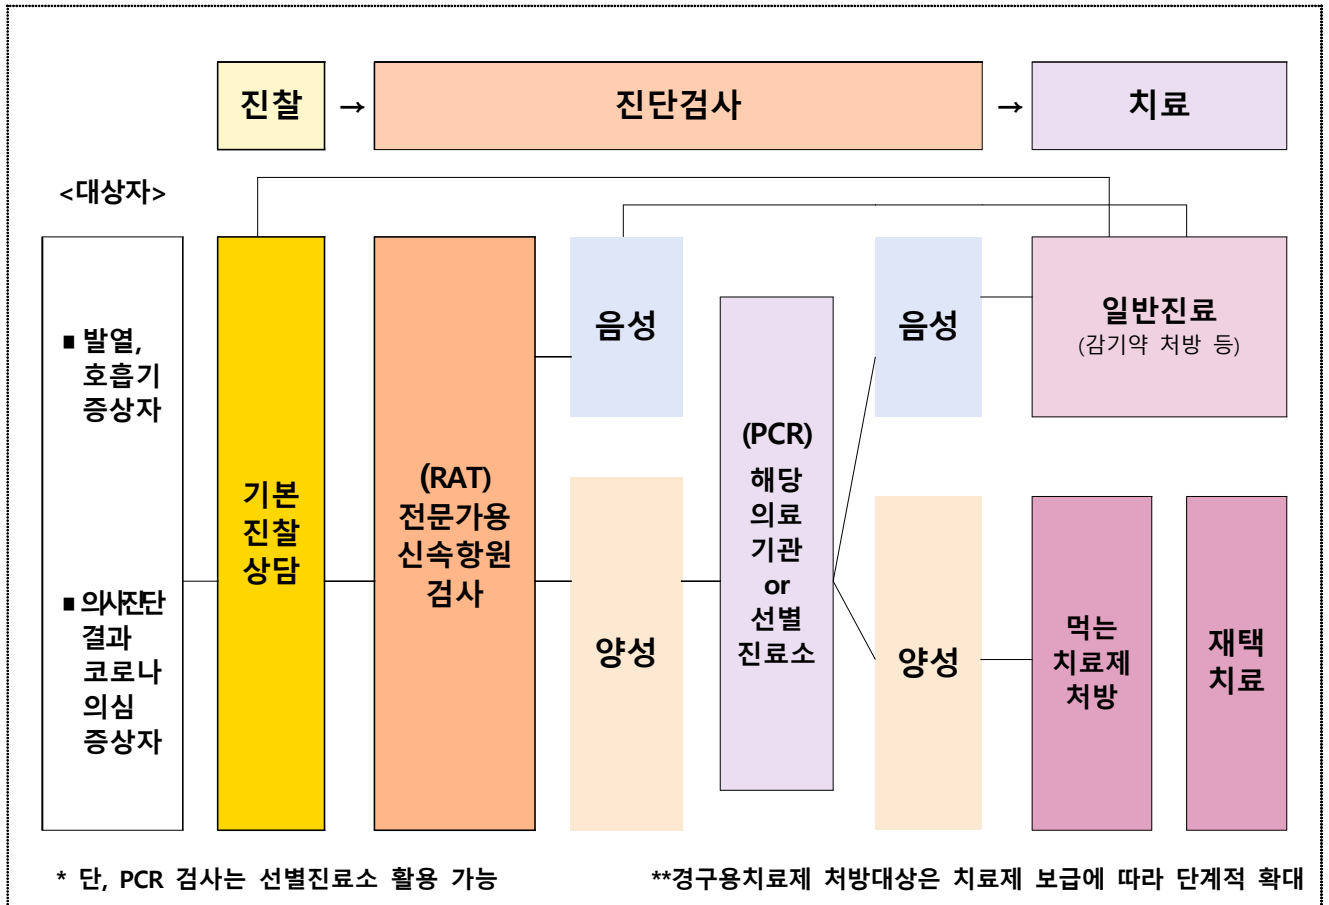 진찰 → 진단검사 → 치료
<대상자>
■ 발열,
호흡기
증상자
■ 의사진단
결과
코로나
의심
증상자
기본
진찰
상담
(RAT)
전문가용
신속항원
검사
음성
양성
(PCR)
해당
의료
기관
or
선별
진료소
음성
양성
일반진료
(감기약 처방 등)
먹는
치료제
처방
재택
치료
* 단, PCR 검사는 선별진료소 활용 가능
**경구용치료제 처방대상은 치료제 보급에 따라 단계적 확대